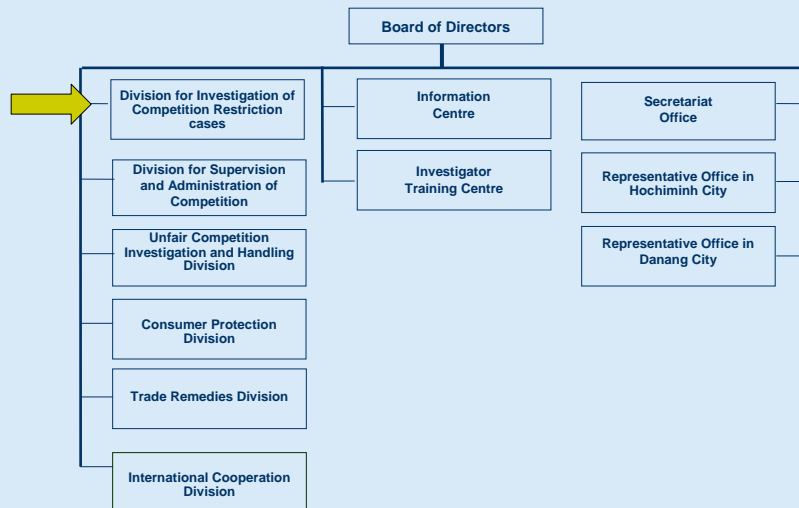 Board of Directors
Division for Investigation of
Competition Restriction
cases
Division for Supervision
and Administration of
Competition
Unfair Competition
Investigation and Handling
Division
Consumer Protection
Division
Trade Remedies Division
International Cooperation
Division
Information
Centre
Investigator
Training Centre
Secretariat
Office
Representative Office in
Hochiminh City
Representative Office in
Danang City